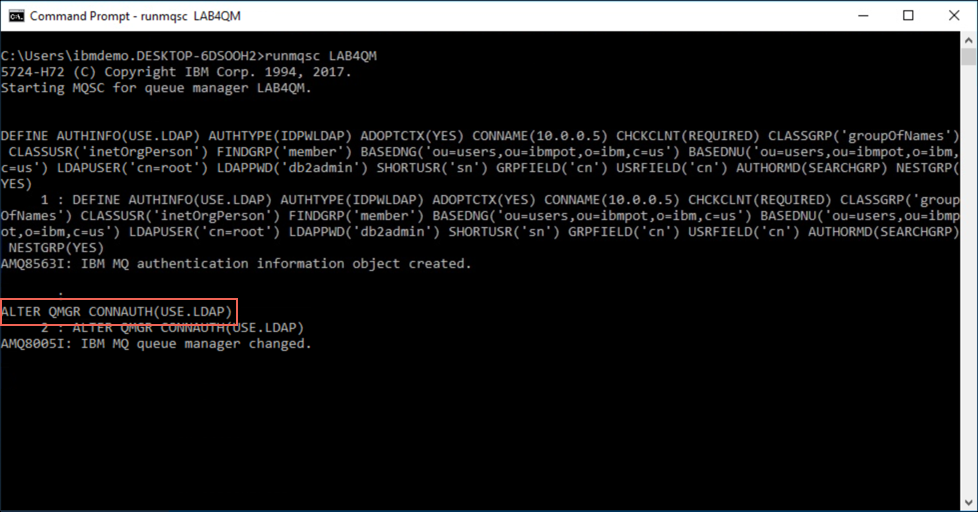 Command Prompt - runmqsc LAB4QM
C:\Users\ibmdemo.DESKTOP-6DSOOH2>runmqsc LAB4QM
5724-H72 (C) Copyright IBM Corp. 1994, 2017.
Starting MQSC for queue manager LAB4QM.
DEFINE AUTHINFO(USE.LDAP) AUTHTYPE(IDPWLDAP) ADOPTCTX(YES) CONNAME(10.0.0.5) CHCKCLNT(REQUIRED) CLASSGRP('groupOfNames')
 CLASSUSR('inetOrgPerson') FINDGRP('member') BASEDNG('ou=users,ou=ibmpot,o=ibm,c=us') BASEDNU('ou=users,ou=ibmpot,o=ibm,
c=us') LDAPUSER('cn=root') LDAPPWD('db2admin') SHORTUSR('sn') GRPFIELD('cn') USRFIELD('cn') AUTHORMD(SEARCHGRP) NESTGRP(
YES)
     1 : DEFINE AUTHINFO(USE.LDAP) AUTHTYPE(IDPWLDAP) ADOPTCTX(YES) CONNAME(10.0.0.5) CHCKCLNT(REQUIRED) CLASSGRP('group
OfNames') CLASSUSR('inetOrgPerson') FINDGRP('member') BASEDNG('ou=users,ou=ibmpot,o=ibm,c=us') BASEDNU('ou=users,ou=ibmp
ot,o=ibm,c=us') LDAPUSER('cn=root') LDAPPWD('db2admin') SHORTUSR('sn') GRPFIELD('cn') USRFIELD('cn') AUTHORMD(SEARCHGRP)
 NESTGRP(YES)
AMQ8563I: IBM MQ authentication information object created.
       :
ALTER QMGR CONNAUTH(USE.LDAP)
     2 : ALTER QMGR CONNAUTH(USE.LDAP)
AMQ8005I: IBM MQ queue manager changed.